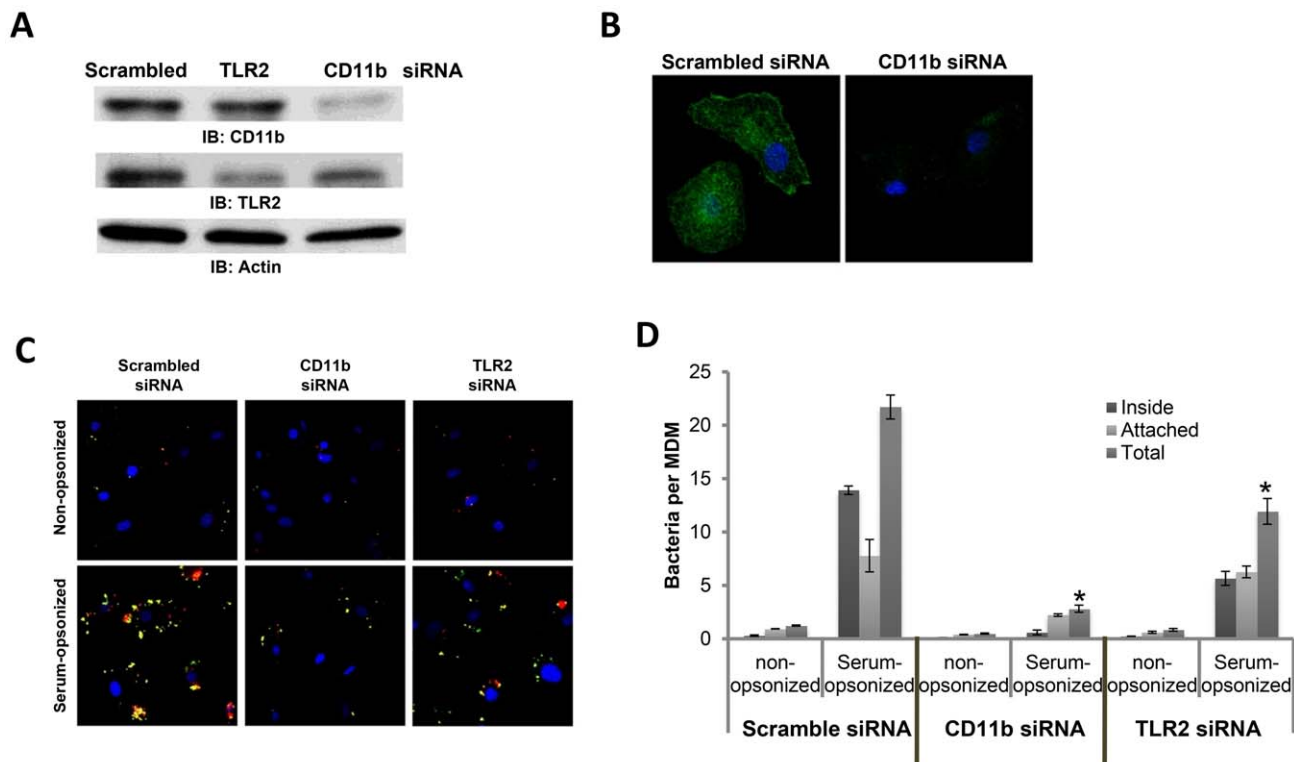 A
Scrambled TLR2 CD11b siRNA
IB: CD11b
IB: TLR2
IB: Actin
B
Scrambled siRNA CD11b siRNA
C
Scrambled siRNA
CD11b siRNA
TLR2 siRNA
Non-opsonized
Serum-opsonized
D
Bacteria per MDM
25
20
15
10
5
0
Inside
Attached
Total
*
*
non-opsonized
Serum-opsonized
non-opsonized
Serum-opsonized
non-opsonized
Serum-opsonized
Scramble siRNA
CD11b siRNA
TLR2 siRNA